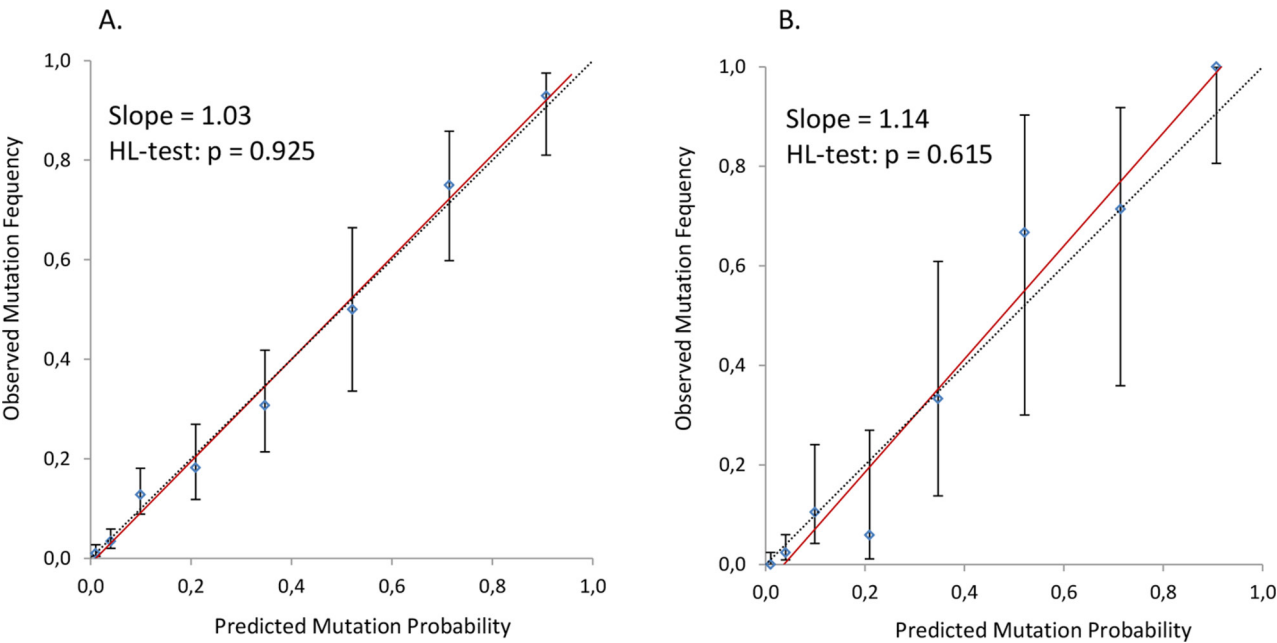 A.
Observed Mutation Fequency
1,0
0,8
0,6
0,4
0,2
0,0
Slope = 1.03
HL-test: p = 0.925
0,0 0,2 0,4 0,6 0,8 1,0
Predicted Mutation Probability
B.
Observed Mutation Fequency
1,0
0,8
0,6
0,4
0,2
0,0
Slope = 1.14
HL-test: p = 0.615
0,0 0,2 0,4 0,6 0,8 1,0
Predicted Mutation Probability